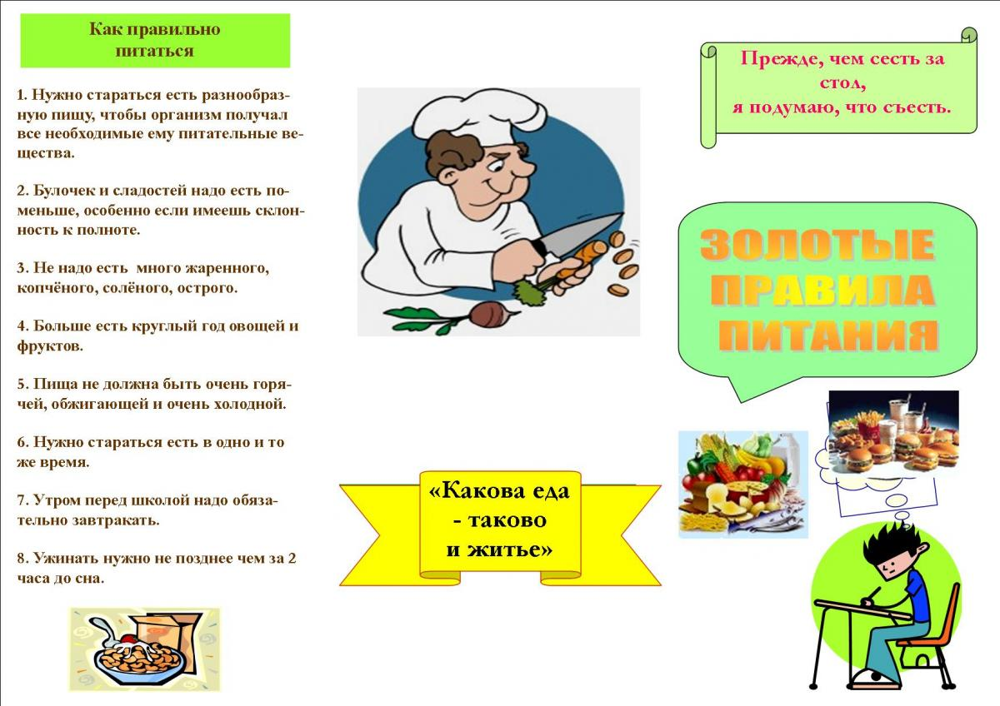 Как правильно
питаться
1. Нужно стараться есть разнообраз-
ную пищу, чтобы организм получал
все необходимые ему питательные ве-
щества.
2. Булочек и сладостей надо есть по-
меньше, особенно если имеешь склон-
ность к полноте.
3. Не надо есть много жаренного,
копчёного, солёного, острого.
4. Больше есть круглый год овощей и
фруктов.
5. Пища не должна быть очень горя-
чей, обжигающей и очень холодной.
6. Нужно стараться есть в одно и то
же время.
7. Утром перед школой надо обяза-
тельно завтракать.
8. Ужинать нужно не позднее чем за 2
часа до сна.
«Какова еда
- таково
и житье»
Прежде, чем сесть за
стол,
я подумаю, что съесть.
ЗОЛОТЫЕ
ПРАВИЛА
ПИТАНИЯ